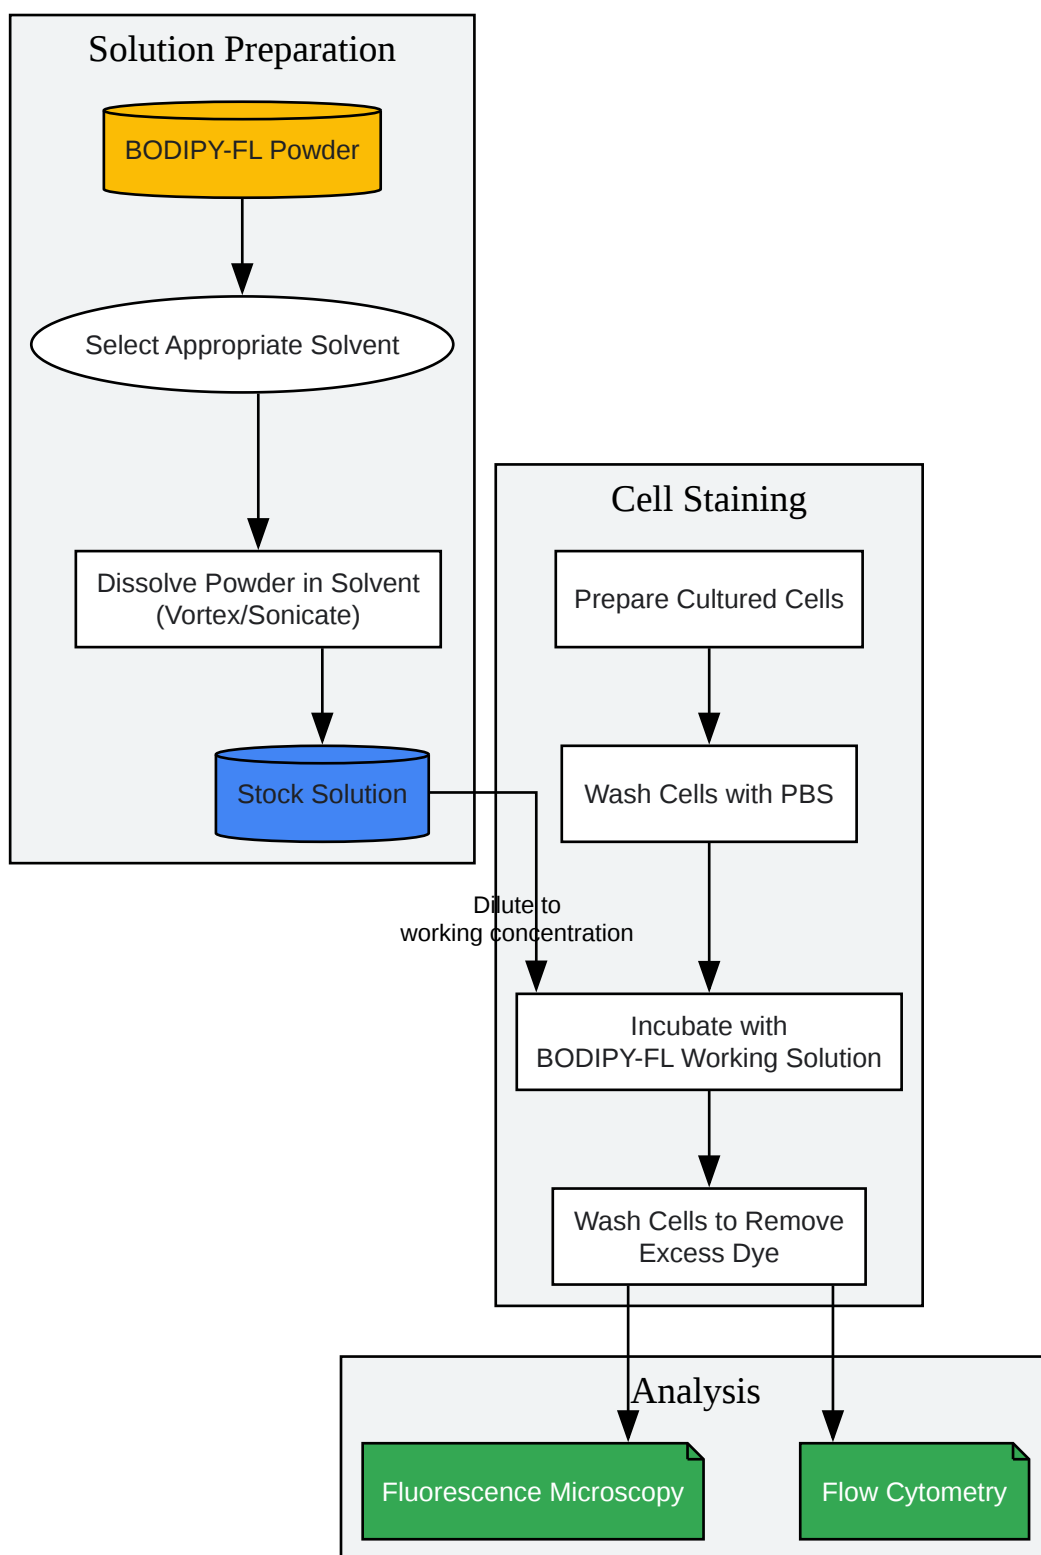 Solution Preparation
BODIPY-FL Powder
Select Appropriate Solvent
Dissolve Powder in Solvent
(Vortex/Sonicate)
Stock Solution
Dilute to
working concentration
Cell Staining
Prepare Cultured Cells
Wash Cells with PBS
Incubate with
BODIPY-FL Working Solution
Wash Cells to Remove
Excess Dye
Analysis
Fluorescence Microscopy
Flow Cytometry